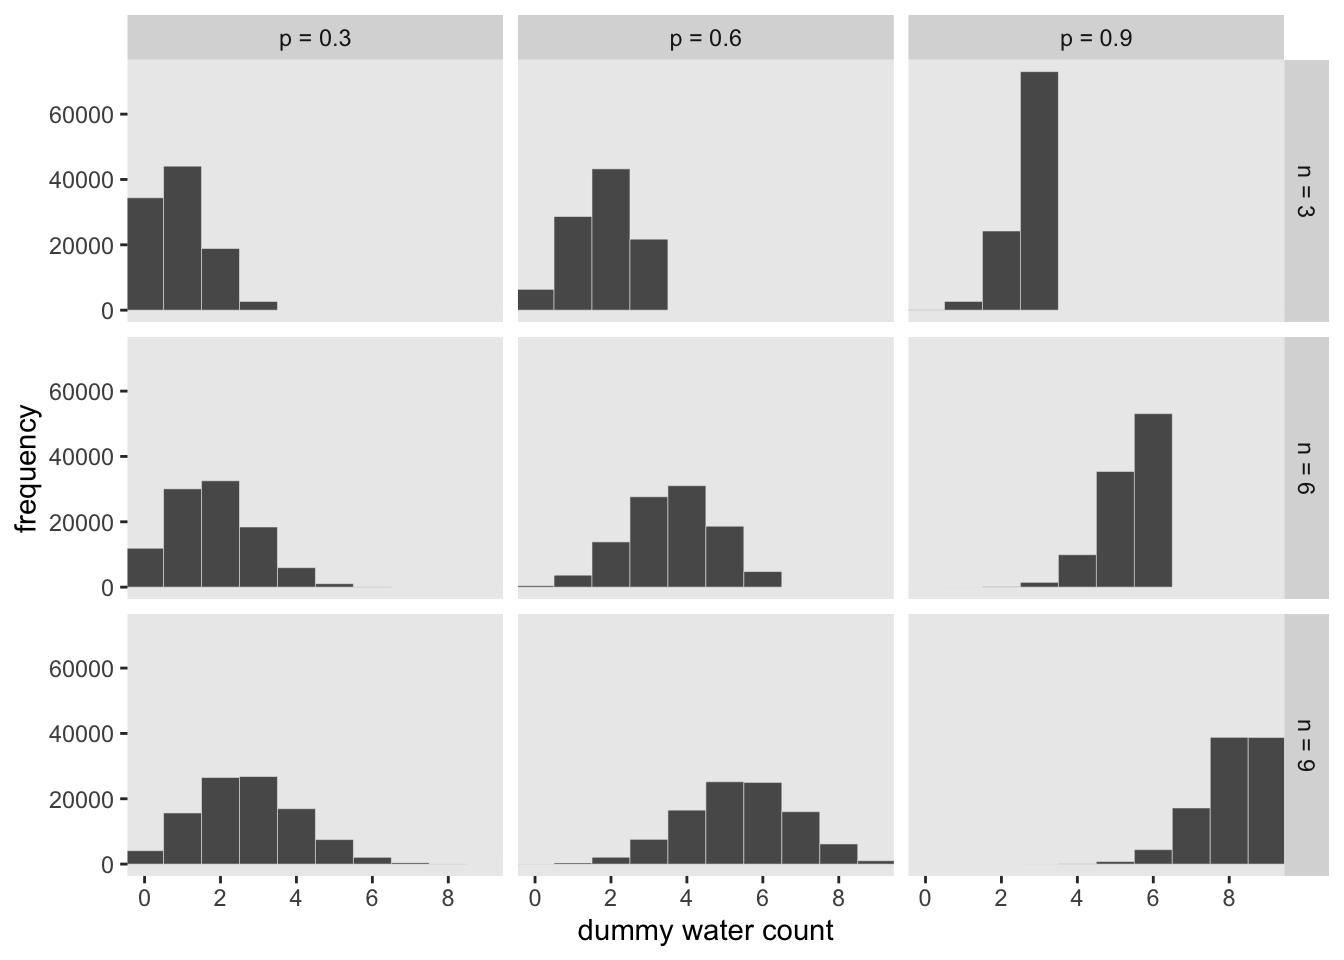 p = 0.3 p = 0.6 p = 0.9
60000
40000
20000
0
n = 3
60000
40000
20000
0
n = 6
60000
40000
20000
0
n = 9
0 2 4 6 8 0 2 4 6 8 0 2 4 6 8
dummy water count
frequency